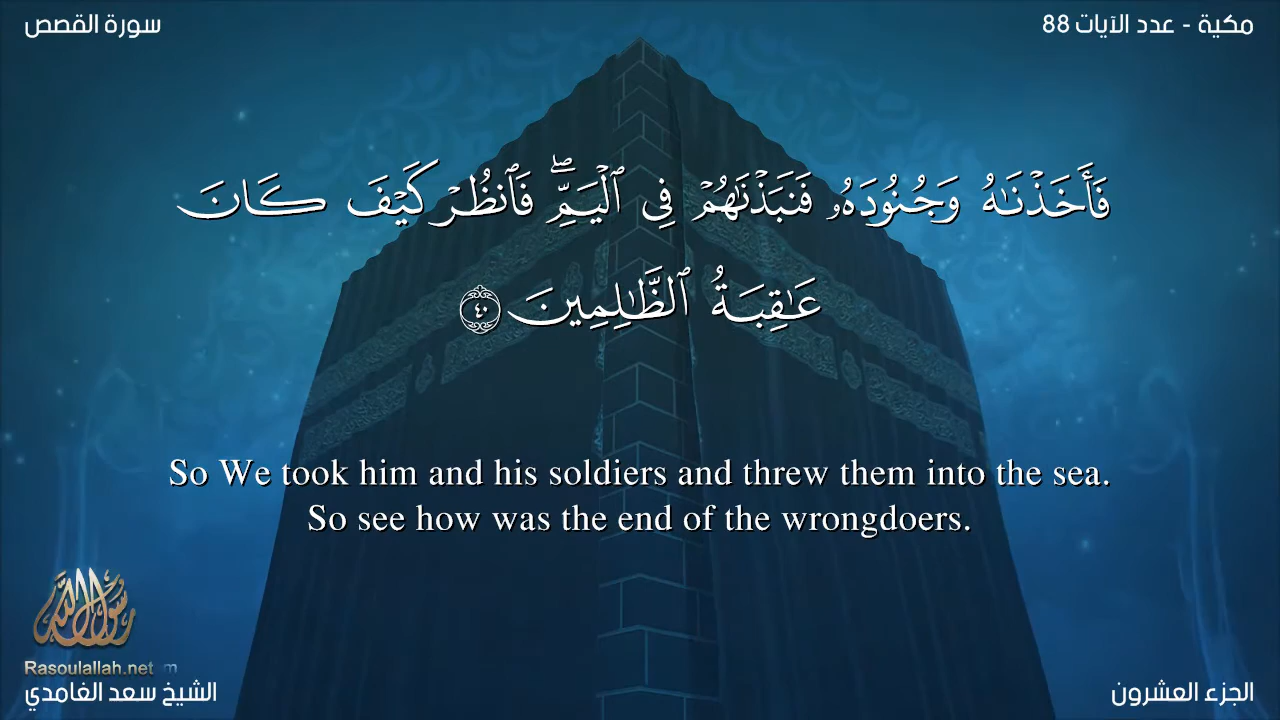 مكية - عدد الآيات 88
سورة القصص
فَأَخَذْنَٰهُ وَجُنُودَهُۥ فَنَبَذْنَٰهُمْ فِى ٱلْيَمِّ ۖ فَٱنظُرْ كَيْفَ كَانَ
عَٰقِبَةُ ٱلظَّٰلِمِينَ ٤٠
So We took him and his soldiers and threw them into the sea.
So see how was the end of the wrongdoers.
رسول الله
Rasoulallah.net m
الشيخ سعد الغامدي
الجزء العشرون